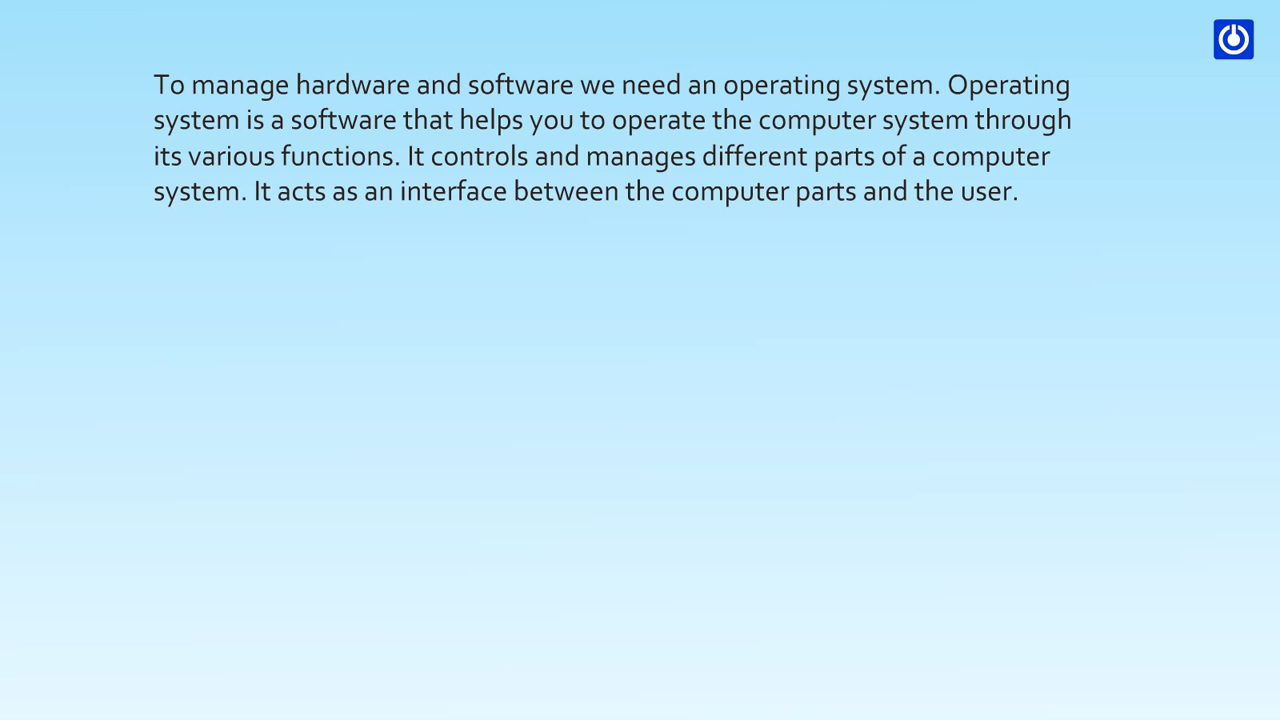 To manage hardware and software we need an operating system. Operating
system is a software that helps you to operate the computer system through
its various functions. It controls and manages different parts of a computer
system. It acts as an interface between the computer parts and the user.